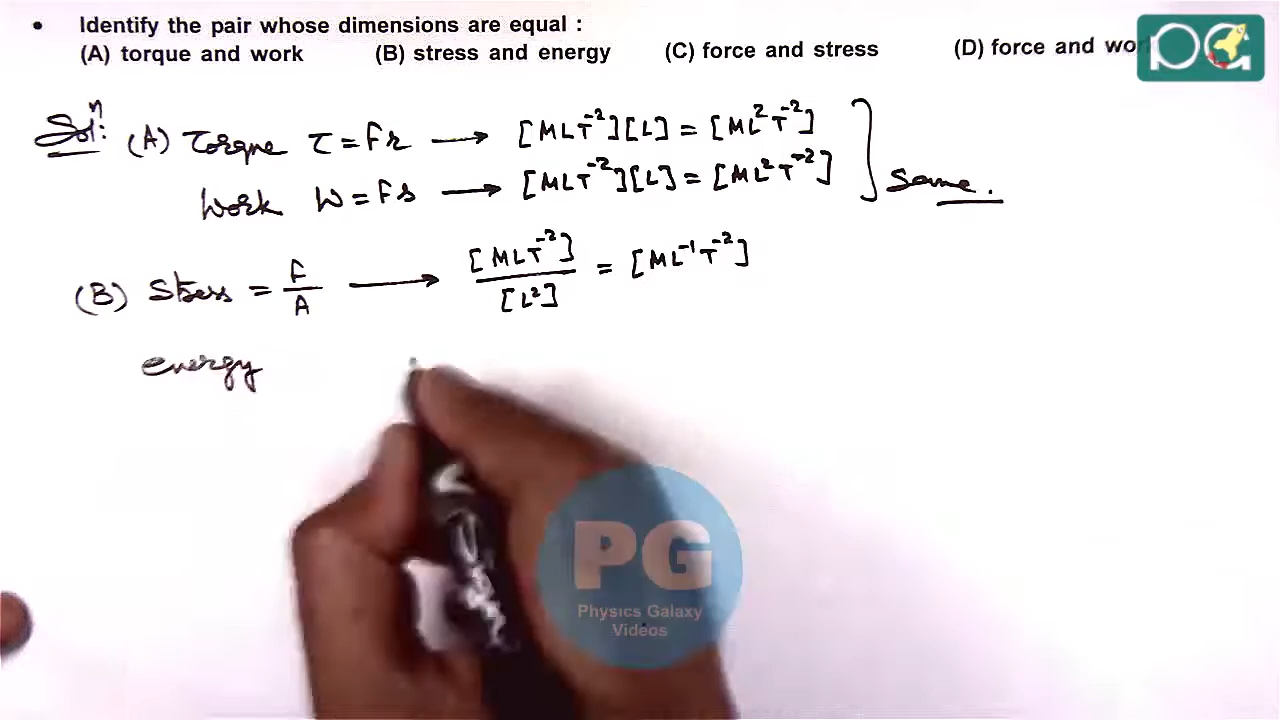 • Identify the pair whose dimensions are equal :
(A) torque and work (B) stress and energy (C) force and stress (D) force and
PG
Solⁿ: (A) Torque τ = Fr → [MLT⁻²][L] = [ML²T⁻²]
Work W = Fs → [MLT⁻²][L] = [ML²T⁻²] ] Same.
(B) Stress = F/A → [MLT⁻²]/[L²] = [ML⁻¹T⁻²]
energy
PG
Physics Galaxy
Videos